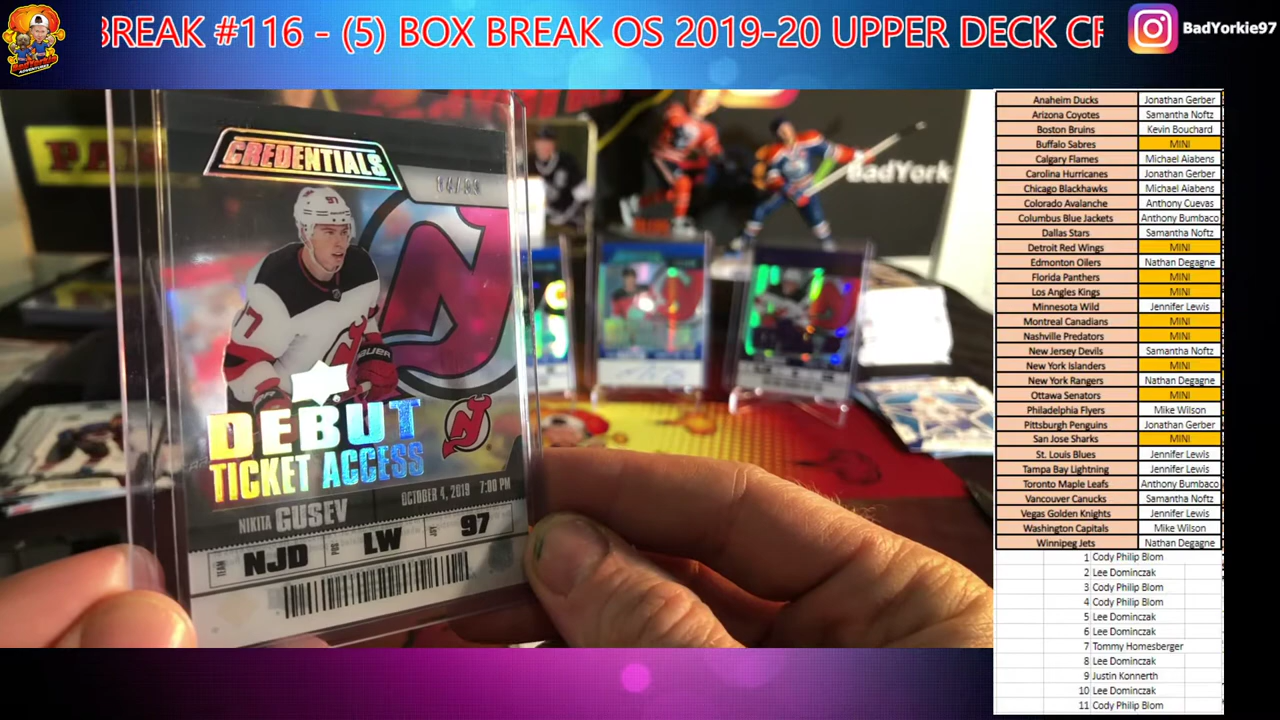 BREAK #116 - (5) BOX BREAK OS 2019-20 UPPER DECK CR
BadYorkie97
CREDENTIALS
DEBUT
TICKET ACCESS
NIKITA GUSEV
OCTOBER 4, 2019 7:00 PM
TEAM NJD POS LW JSY 97
BadYork
Anaheim Ducks Jonathan Gerber
Arizona Coyotes Samantha Noftz
Boston Bruins Kevin Bouchard
Buffalo Sabres MINI
Calgary Flames Michael Aiabens
Carolina Hurricanes Jonathan Gerber
Chicago Blackhawks Michael Aiabens
Colorado Avalanche Anthony Cuevas
Columbus Blue Jackets Anthony Bumbaco
Dallas Stars Samantha Noftz
Detroit Red Wings MINI
Edmonton Oilers Nathan Degagne
Florida Panthers MINI
Los Angles Kings MINI
Minnesota Wild Jennifer Lewis
Montreal Canadians MINI
Nashville Predators MINI
New Jersey Devils Samantha Noftz
New York Islanders MINI
New York Rangers Nathan Degagne
Ottawa Senators MINI
Philadelphia Flyers Mike Wilson
Pittsburgh Penguins Jonathan Gerber
San Jose Sharks MINI
St. Louis Blues Jennifer Lewis
Tampa Bay Lightning Jennifer Lewis
Toronto Maple Leafs Anthony Bumbaco
Vancouver Canucks Samantha Noftz
Vegas Golden Knights Jennifer Lewis
Washington Capitals Mike Wilson
Winnipeg Jets Nathan Degagne
1 Cody Philip Blom
2 Lee Dominczak
3 Cody Philip Blom
4 Cody Philip Blom
5 Lee Dominczak
6 Lee Dominczak
7 Tommy Homesberger
8 Lee Dominczak
9 Justin Konnerth
10 Lee Dominczak
11 Cody Philip Blom